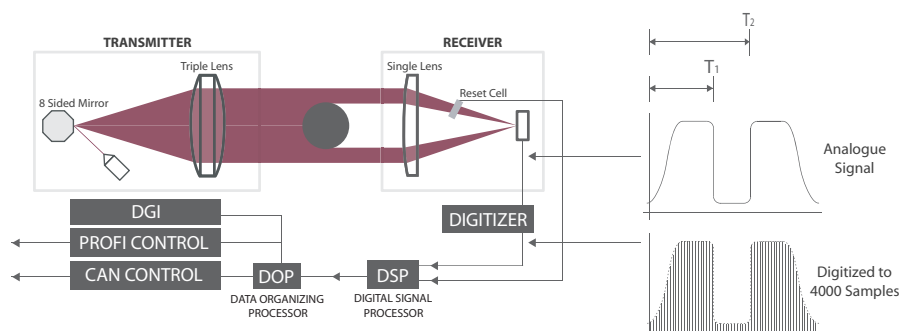 TRANSMITTER
RECEIVER
Triple Lens
Single Lens
8 Sided Mirror
Reset Cell
T2
T1
Analogue
Signal
DGI
PROFI CONTROL
CAN CONTROL
DOP
DATA ORGANIZING
PROCESSOR
DSP
DIGITAL SIGNAL
PROCESSOR
DIGITIZER
Digitized to
4000 Samples